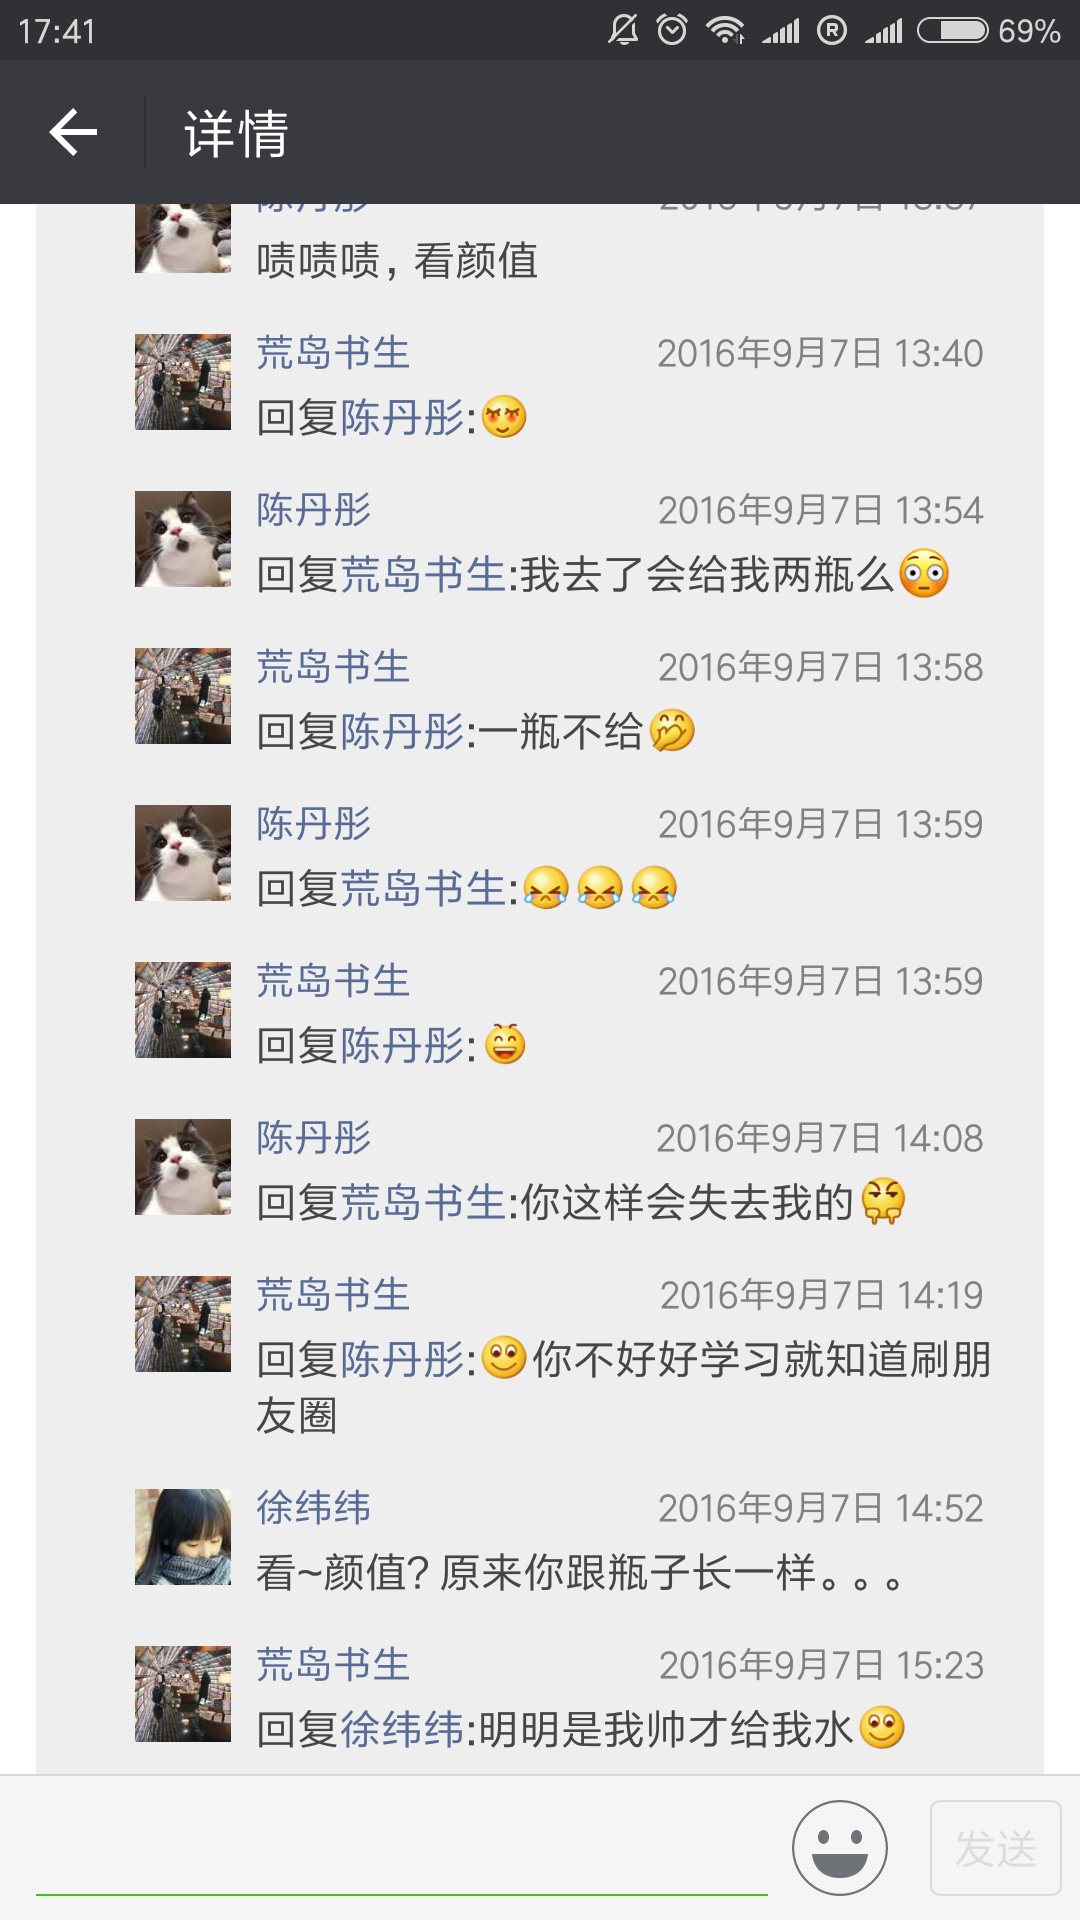 17:41
69%
详情
啧啧啧，看颜值
荒岛书生 2016年9月7日 13:40
回复陈丹彤:
陈丹彤 2016年9月7日 13:54
回复荒岛书生:我去了会给我两瓶么
荒岛书生 2016年9月7日 13:58
回复陈丹彤:一瓶不给
陈丹彤 2016年9月7日 13:59
回复荒岛书生:
荒岛书生 2016年9月7日 13:59
回复陈丹彤:
陈丹彤 2016年9月7日 14:08
回复荒岛书生:你这样会失去我的
荒岛书生 2016年9月7日 14:19
回复陈丹彤:你不好好学习就知道刷朋
友圈
徐纬纬 2016年9月7日 14:52
看~颜值? 原来你跟瓶子长一样。。。
荒岛书生 2016年9月7日 15:23
回复徐纬纬:明明是我帅才给我水
发送